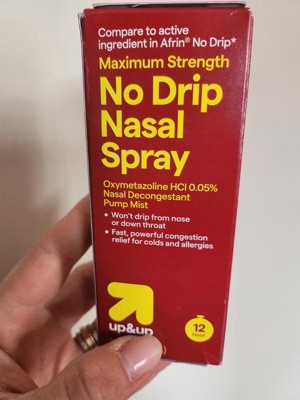 Compare to active
ingredient in Afrin® No Drip*
Maximum Strength
No Drip
Nasal
Spray
Oxymetazoline HCl 0.05%
Nasal Decongestant
Pump Mist
• Won't drip from nose
or down throat
• Fast, powerful congestion
relief for colds and allergies
up&up
12
Hour